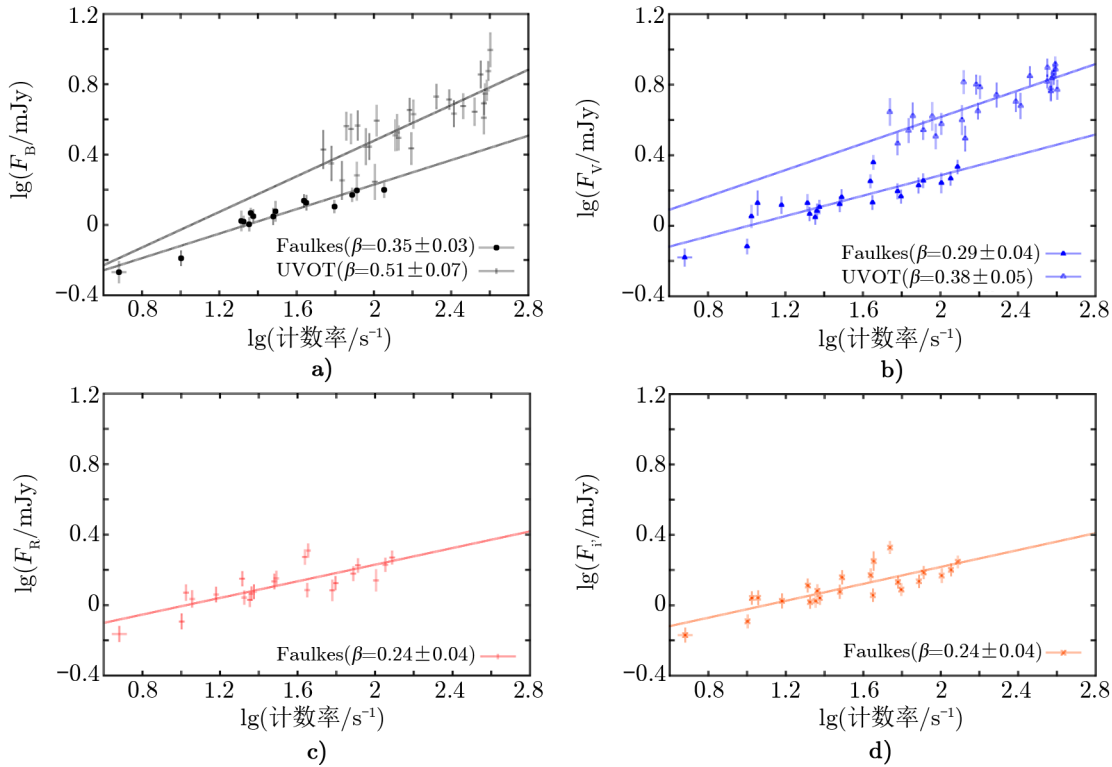 1.2
0.8
0.4
0
−0.4
lg(F_B/mJy)
Faulkes(β=0.35±0.03)
UVOT(β=0.51±0.07)
0.8 1.2 1.6 2 2.4 2.8
lg(计数率/s⁻¹)
a)
1.2
0.8
0.4
0
−0.4
lg(F_V/mJy)
Faulkes(β=0.29±0.04)
UVOT(β=0.38±0.05)
0.8 1.2 1.6 2 2.4 2.8
lg(计数率/s⁻¹)
b)
1.2
0.8
0.4
0
−0.4
lg(F_R/mJy)
Faulkes(β=0.24±0.04)
0.8 1.2 1.6 2 2.4 2.8
lg(计数率/s⁻¹)
c)
1.2
0.8
0.4
0
−0.4
lg(F_i'/mJy)
Faulkes(β=0.24±0.04)
0.8 1.2 1.6 2 2.4 2.8
lg(计数率/s⁻¹)
d)